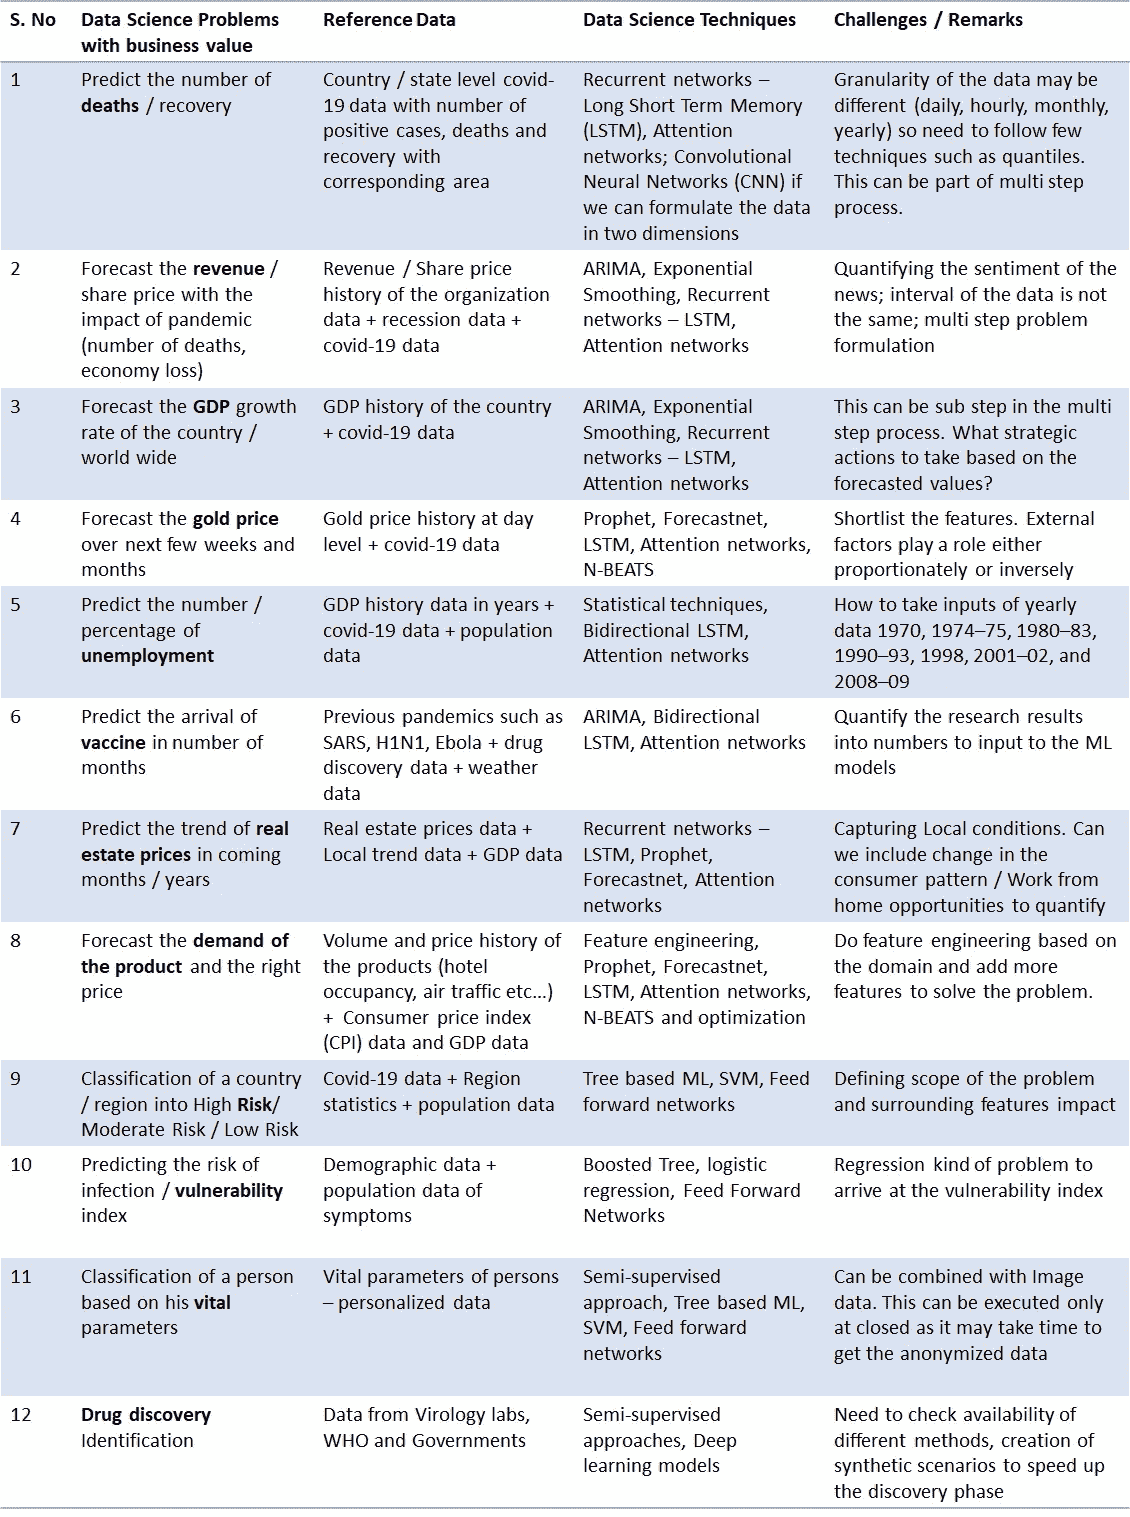 S. No
Data Science Problems
with business value
Reference Data
Data Science Techniques
Challenges / Remarks
1
Predict the number of
deaths / recovery
Country / state level covid-
19 data with number of
positive cases, deaths and
recovery with
corresponding area
Recurrent networks –
Long Short Term Memory
(LSTM), Attention
networks; Convolutional
Neural Networks (CNN) if
we can formulate the data
in two dimensions
Granularity of the data may be
different (daily, hourly, monthly,
yearly) so need to follow few
techniques such as quantiles.
This can be part of multi step
process.
2
Forecast the revenue /
share price with the
impact of pandemic
(number of deaths,
economy loss)
Revenue / Share price
history of the organization
data + recession data +
covid-19 data
ARIMA, Exponential
Smoothing, Recurrent
networks – LSTM,
Attention networks
Quantifying the sentiment of the
news; interval of the data is not
the same; multi step problem
formulation
3
Forecast the GDP growth
rate of the country /
world wide
GDP history of the country
+ covid-19 data
ARIMA, Exponential
Smoothing, Recurrent
networks – LSTM,
Attention networks
This can be sub step in the multi
step process. What strategic
actions to take based on the
forecasted values?
4
Forecast the gold price
over next few weeks and
months
Gold price history at day
level + covid-19 data
Prophet, Forecastnet,
LSTM, Attention networks,
N-BEATS
Shortlist the features. External
factors play a role either
proportionately or inversely
5
Predict the number /
percentage of
unemployment
GDP history data in years +
covid-19 data + population
data
Statistical techniques,
Bidirectional LSTM,
Attention networks
How to take inputs of yearly
data 1970, 1974–75, 1980–83,
1990–93, 1998, 2001–02, and
2008–09
6
Predict the arrival of
vaccine in number of
months
Previous pandemics such as
SARS, H1N1, Ebola + drug
discovery data + weather
data
ARIMA, Bidirectional
LSTM, Attention networks
Quantify the research results
into numbers to input to the ML
models
7
Predict the trend of real
estate prices in coming
months / years
Real estate prices data +
Local trend data + GDP data
Recurrent networks –
LSTM, Prophet,
Forecastnet, Attention
networks
Capturing Local conditions. Can
we include change in the
consumer pattern / Work from
home opportunities to quantify
8
Forecast the demand of
the product and the right
price
Volume and price history of
the products (hotel
occupancy, air traffic etc...)
+ Consumer price index
(CPI) data and GDP data
Feature engineering,
Prophet, Forecastnet,
LSTM, Attention networks,
N-BEATS and optimization
Do feature engineering based on
the domain and add more
features to solve the problem.
9
Classification of a country
/ region into High Risk/
Moderate Risk / Low Risk
Covid-19 data + Region
statistics + population data
Tree based ML, SVM, Feed
forward networks
Defining scope of the problem
and surrounding features impact
10
Predicting the risk of
infection / vulnerability
index
Demographic data +
population data of
symptoms
Boosted Tree, logistic
regression, Feed Forward
Networks
Regression kind of problem to
arrive at the vulnerability index
11
Classification of a person
based on his vital
parameters
Vital parameters of persons
– personalized data
Semi-supervised
approach, Tree based ML,
SVM, Feed forward
networks
Can be combined with Image
data. This can be executed only
at closed as it may take time to
get the anonymized data
12
Drug discovery
Identification
Data from Virology labs,
WHO and Governments
Semi-supervised
approaches, Deep
learning models
Need to check availability of
different methods, creation of
synthetic scenarios to speed up
the discovery phase